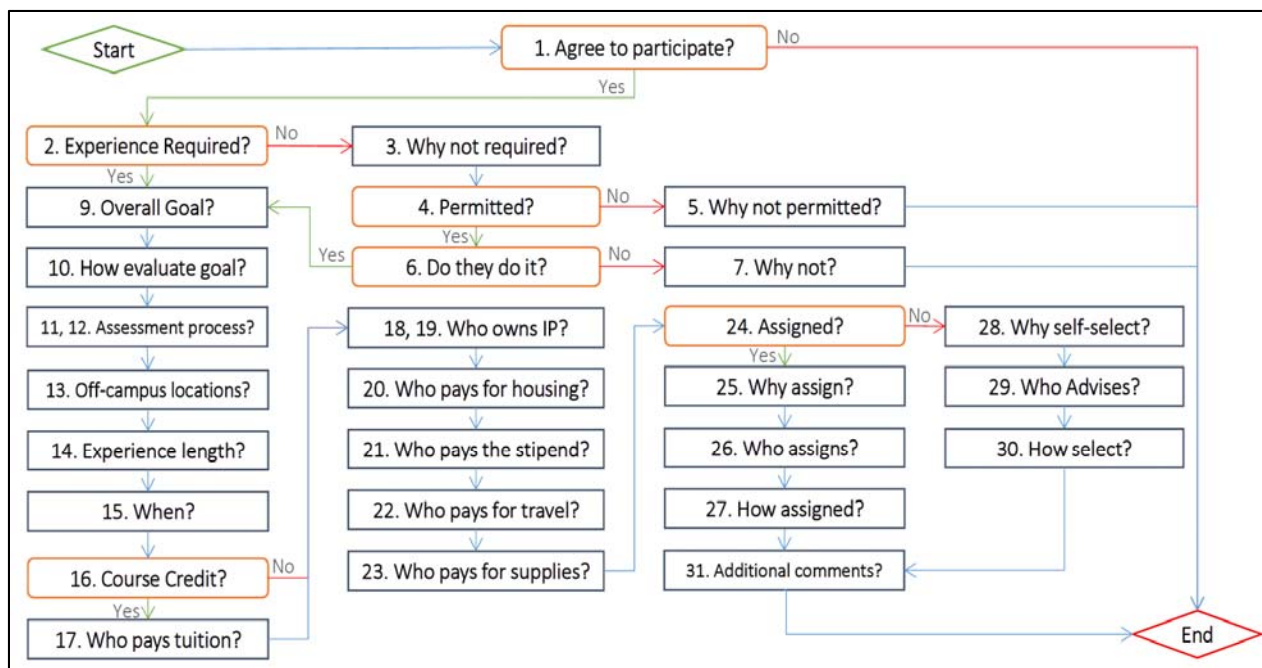 Start
1. Agree to participate?
No
Yes
2. Experience Required?
No
3. Why not required?
Yes
9. Overall Goal?
4. Permitted?
No
5. Why not permitted?
Yes
10. How evaluate goal?
Yes
6. Do they do it?
No
7. Why not?
11, 12. Assessment process?
18, 19. Who owns IP?
24. Assigned?
No
28. Why self-select?
Yes
13. Off-campus locations?
20. Who pays for housing?
25. Why assign?
29. Who Advises?
14. Experience length?
21. Who pays the stipend?
26. Who assigns?
30. How select?
15. When?
22. Who pays for travel?
27. How assigned?
16. Course Credit?
No
23. Who pays for supplies?
31. Additional comments?
Yes
17. Who pays tuition?
End